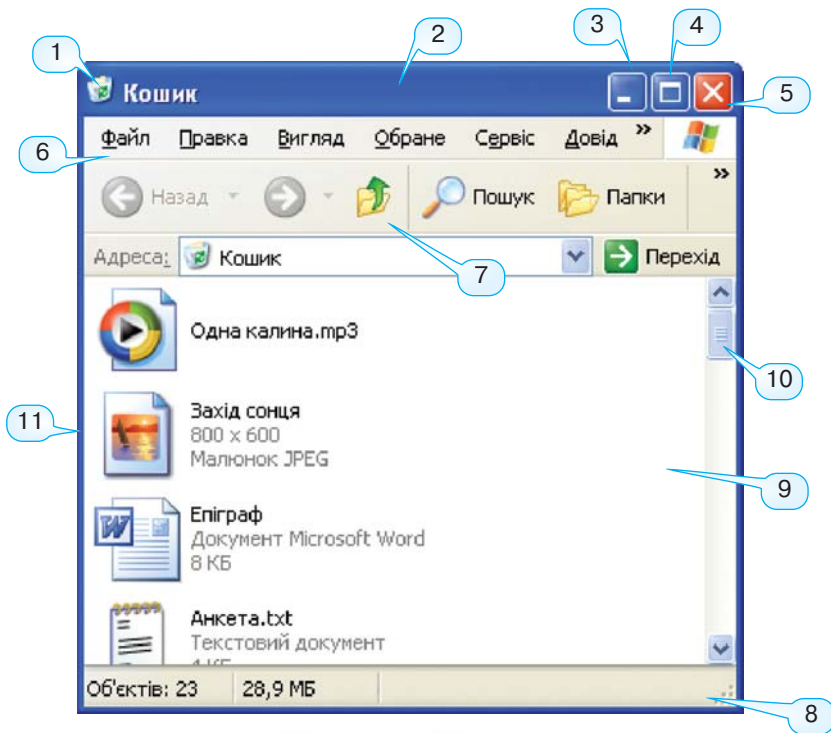 1
2
3
4
5
Кошик
6
Файл Правка Вигляд Обране Сервіс Довід »
Назад Пошук Папки »
Адреса: Кошик Перехід
7
Одна калина.mp3
10
11
Захід сонця
800 x 600
Малюнок JPEG
9
Епіграф
Документ Microsoft Word
8 КБ
Анкета.txt
Текстовий документ
Об'єктів: 23 28,9 МБ
8